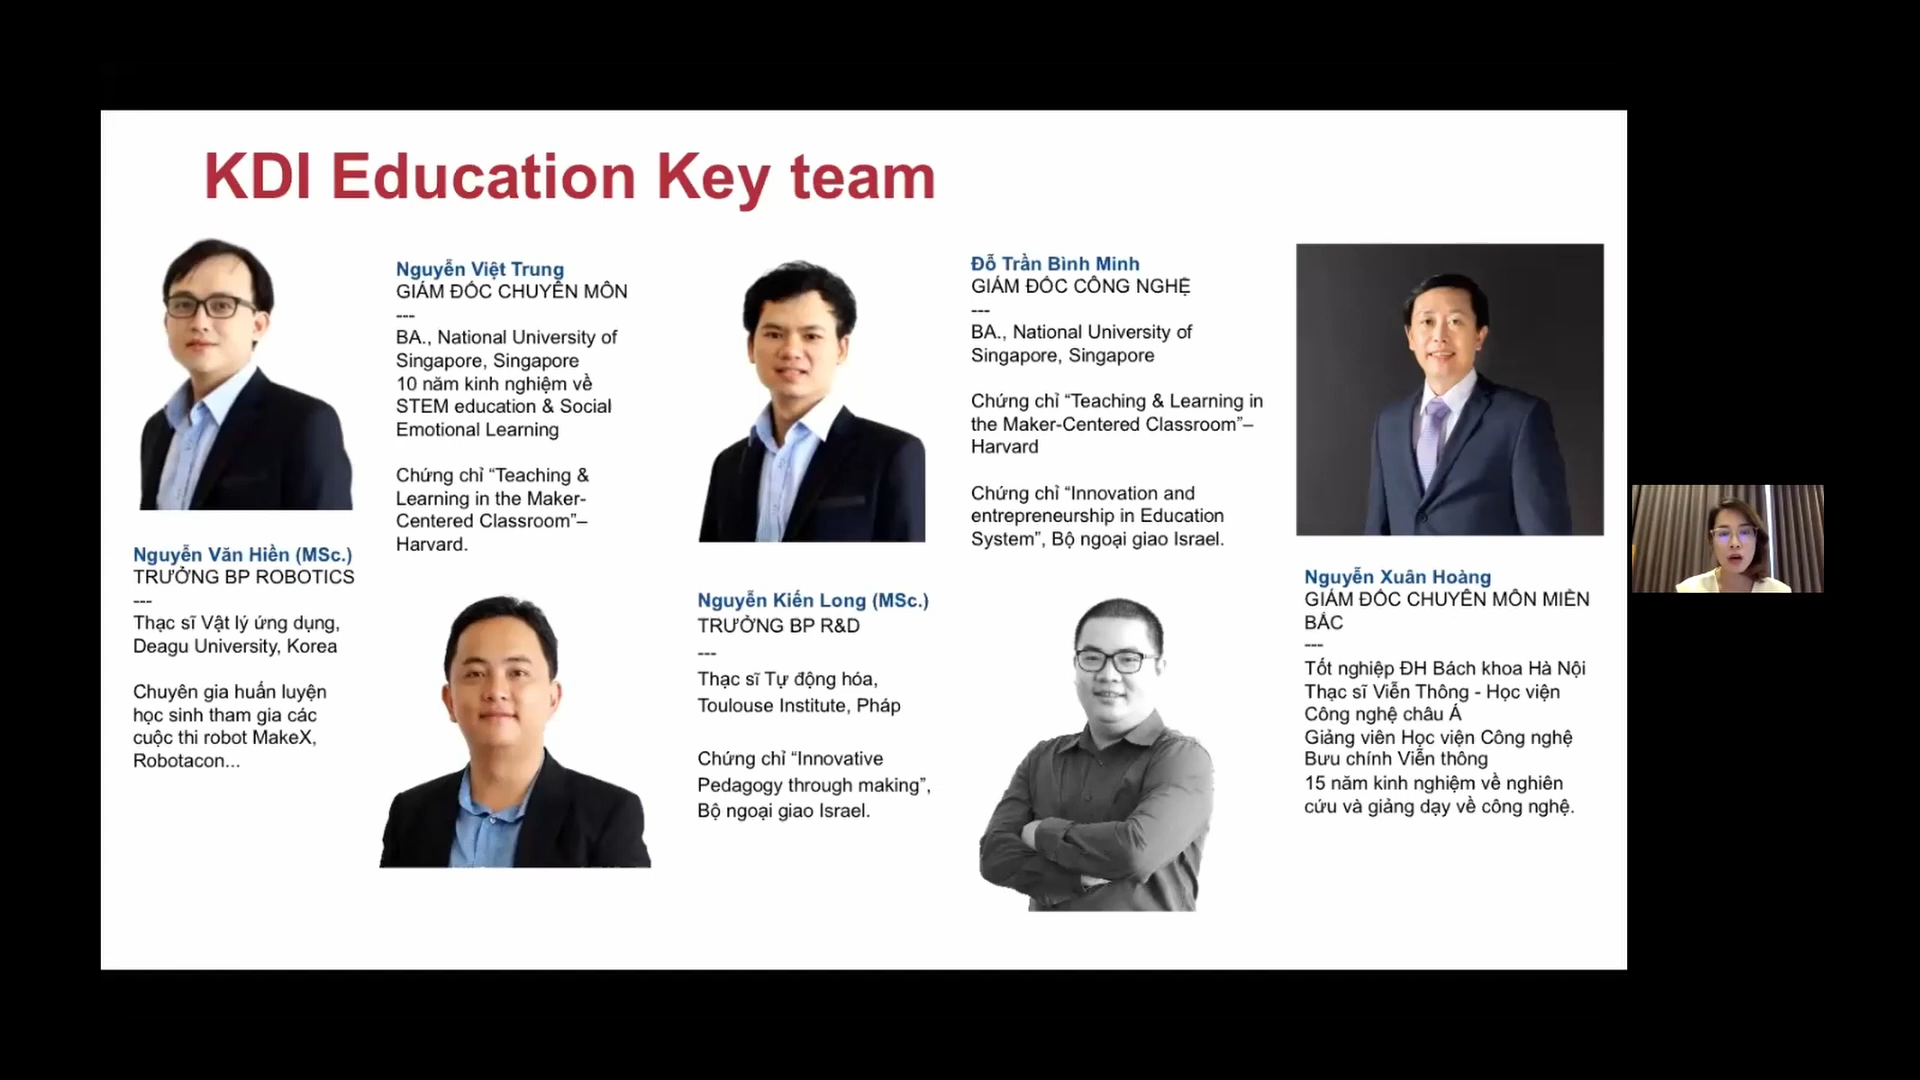 KDI Education Key team
Nguyễn Văn Hiền (MSc.)
TRƯỞNG BP ROBOTICS
---
Thạc sĩ Vật lý ứng dụng,
Deagu University, Korea
Chuyên gia huấn luyện
học sinh tham gia các
cuộc thi robot MakeX,
Robotacon...
Nguyễn Việt Trung
GIÁM ĐỐC CHUYÊN MÔN
---
BA., National University of
Singapore, Singapore
10 năm kinh nghiệm về
STEM education & Social
Emotional Learning
Chứng chỉ “Teaching &
Learning in the Maker-
Centered Classroom”–
Harvard.
Nguyễn Kiến Long (MSc.)
TRƯỞNG BP R&D
---
Thạc sĩ Tự động hóa,
Toulouse Institute, Pháp
Chứng chỉ “Innovative
Pedagogy through making”,
Bộ ngoại giao Israel.
Đỗ Trần Bình Minh
GIÁM ĐỐC CÔNG NGHỆ
---
BA., National University of
Singapore, Singapore
Chứng chỉ “Teaching & Learning in
the Maker-Centered Classroom”–
Harvard
Chứng chỉ “Innovation and
entrepreneurship in Education
System”, Bộ ngoại giao Israel.
Nguyễn Xuân Hoàng
GIÁM ĐỐC CHUYÊN MÔN MIỀN
BẮC
---
Tốt nghiệp ĐH Bách khoa Hà Nội
Thạc sĩ Viễn Thông - Học viện
Công nghệ châu Á
Giảng viên Học viện Công nghệ
Bưu chính Viễn thông
15 năm kinh nghiệm về nghiên
cứu và giảng dạy về công nghệ.